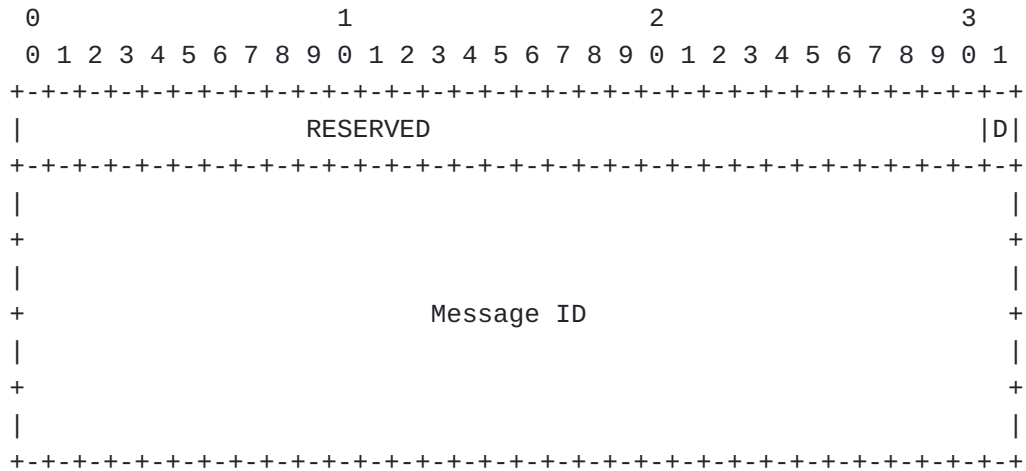 0                   1                   2                   3
 0 1 2 3 4 5 6 7 8 9 0 1 2 3 4 5 6 7 8 9 0 1 2 3 4 5 6 7 8 9 0 1
+-+-+-+-+-+-+-+-+-+-+-+-+-+-+-+-+-+-+-+-+-+-+-+-+-+-+-+-+-+-+-+-+
|                  RESERVED                                   |D|
+-+-+-+-+-+-+-+-+-+-+-+-+-+-+-+-+-+-+-+-+-+-+-+-+-+-+-+-+-+-+-+-+
|                                                               |
+                                                               +
|                                                               |
+                          Message ID                           +
|                                                               |
+                                                               +
|                                                               |
+-+-+-+-+-+-+-+-+-+-+-+-+-+-+-+-+-+-+-+-+-+-+-+-+-+-+-+-+-+-+-+-+